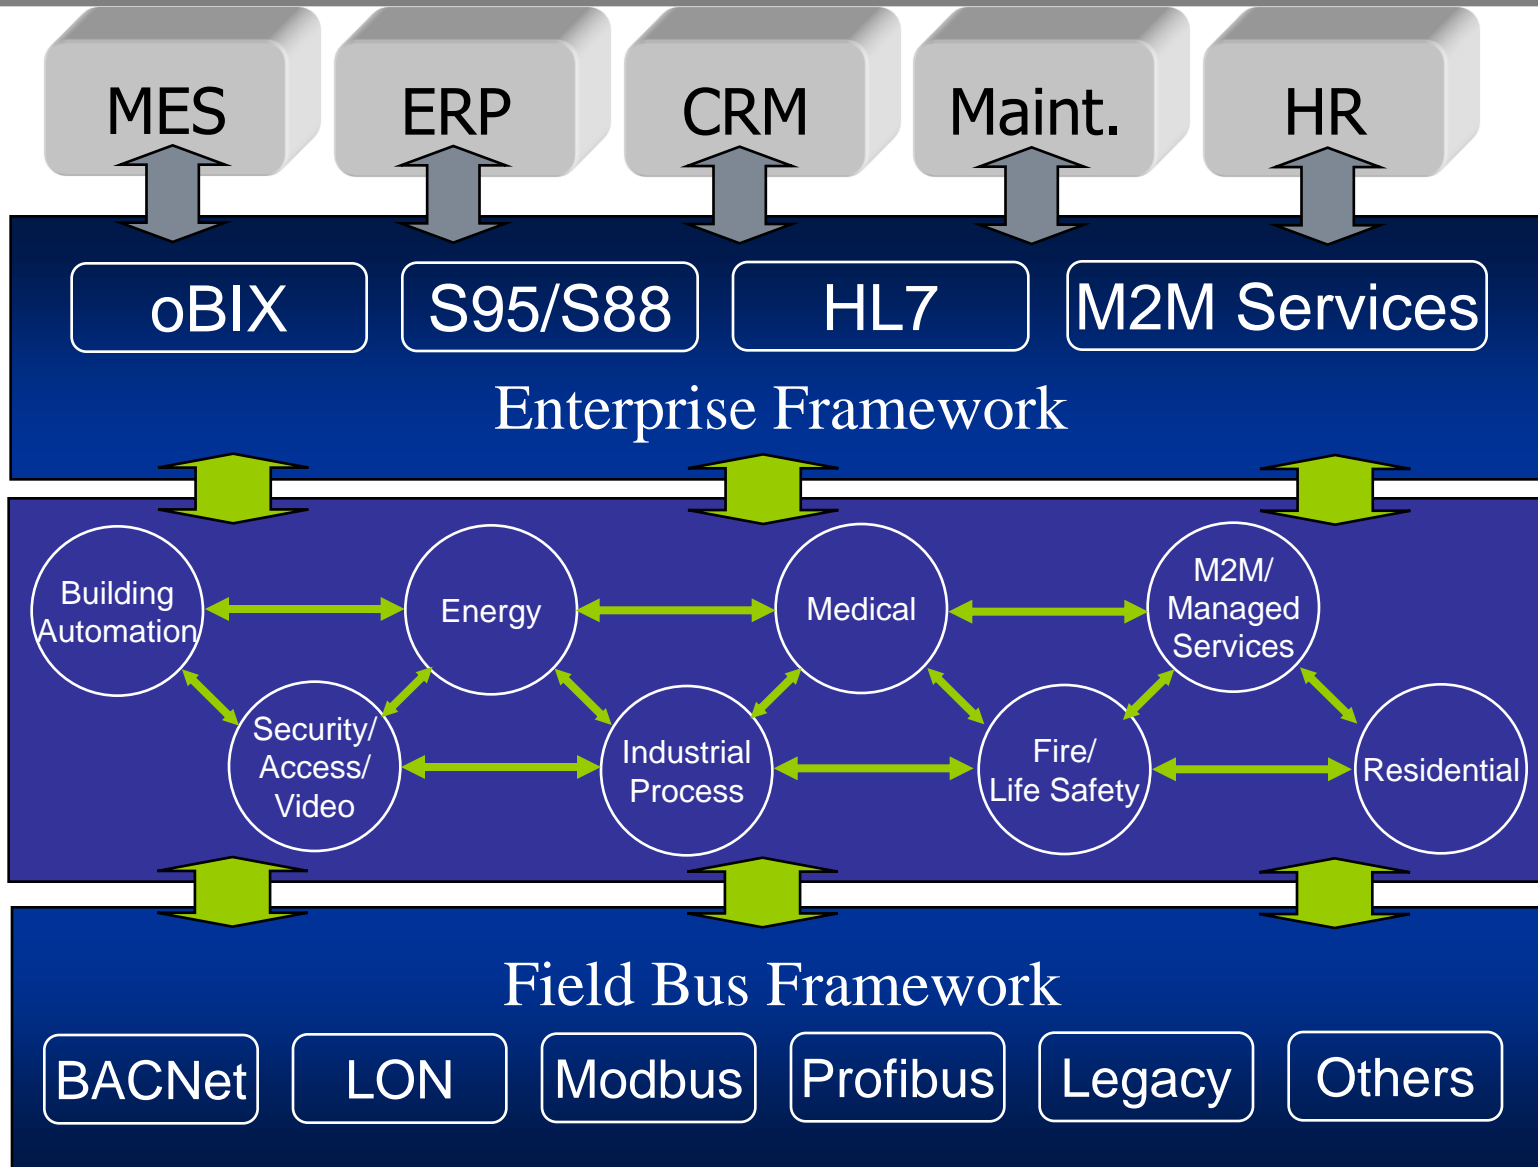 MES
ERP
CRM
Maint.
HR
oBIX
S95/S88
HL7
M2M Services
Enterprise Framework
Building
Automation
Energy
Medical
M2M/
Managed
Services
Security/
Access/
Video
Industrial
Process
Fire/
Life Safety
Residential
Field Bus Framework
BACNet
LON
Modbus
Profibus
Legacy
Others